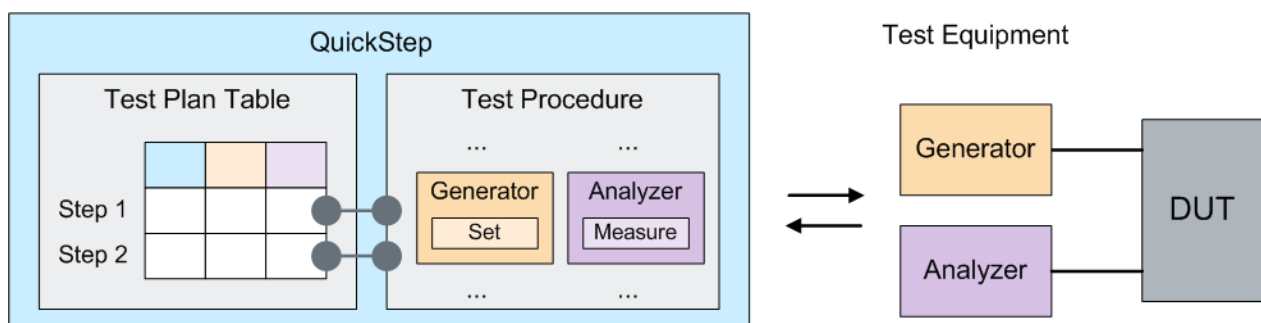 QuickStep
Test Equipment
Test Plan Table
Test Procedure
... ...
Generator
Analyzer
Set
Measure
Step 1
Step 2
... ...
Generator
Analyzer
DUT